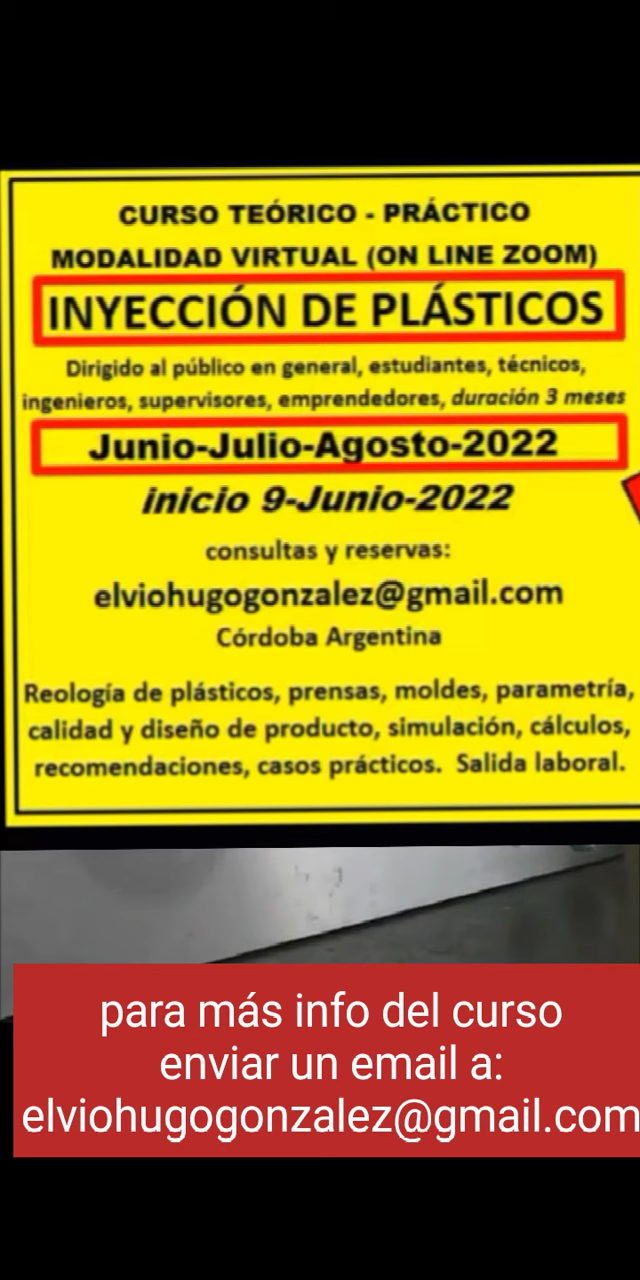 CURSO TEÓRICO - PRÁCTICO
MODALIDAD VIRTUAL (ON LINE ZOOM)
INYECCIÓN DE PLÁSTICOS
Dirigido al público en general, estudiantes, técnicos,
ingenieros, supervisores, emprendedores, duración 3 meses
Junio-Julio-Agosto-2022
inicio 9-Junio-2022
consultas y reservas:
elviohugogonzalez@gmail.com
Córdoba Argentina
Reología de plásticos, prensas, moldes, parametría,
calidad y diseño de producto, simulación, cálculos,
recomendaciones, casos prácticos. Salida laboral.
para más info del curso
enviar un email a:
elviohugogonzalez@gmail.com